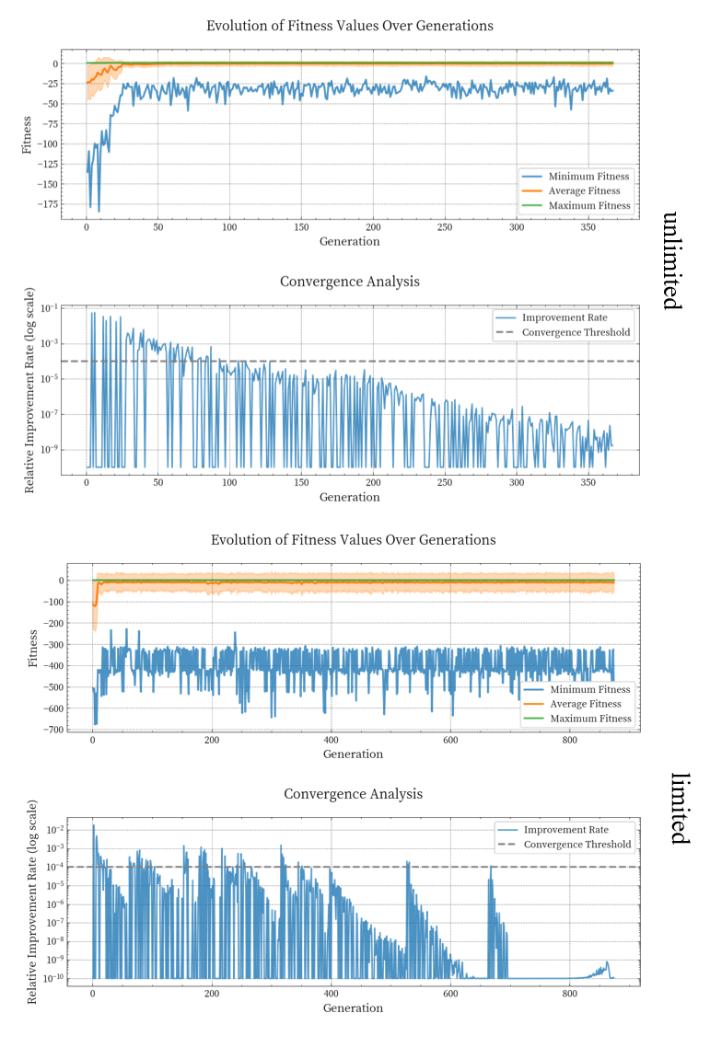 Evolution of Fitness Values Over Generations
0
−25
−50
−75
−100
−125
−150
−175
Fitness
Minimum Fitness
Average Fitness
Maximum Fitness
0 50 100 150 200 250 300 350
Generation
unlimited
Convergence Analysis
10⁻¹
10⁻³
10⁻⁵
10⁻⁷
10⁻⁹
Relative Improvement Rate (log scale)
Improvement Rate
Convergence Threshold
0 50 100 150 200 250 300 350
Generation
Evolution of Fitness Values Over Generations
0
−100
−200
−300
−400
−500
−600
−700
Fitness
Minimum Fitness
Average Fitness
Maximum Fitness
0 200 400 600 800
Generation
limited
Convergence Analysis
10⁻²
10⁻³
10⁻⁴
10⁻⁵
10⁻⁶
10⁻⁷
10⁻⁸
10⁻⁹
10⁻¹⁰
Relative Improvement Rate (log scale)
Improvement Rate
Convergence Threshold
0 200 400 600 800
Generation